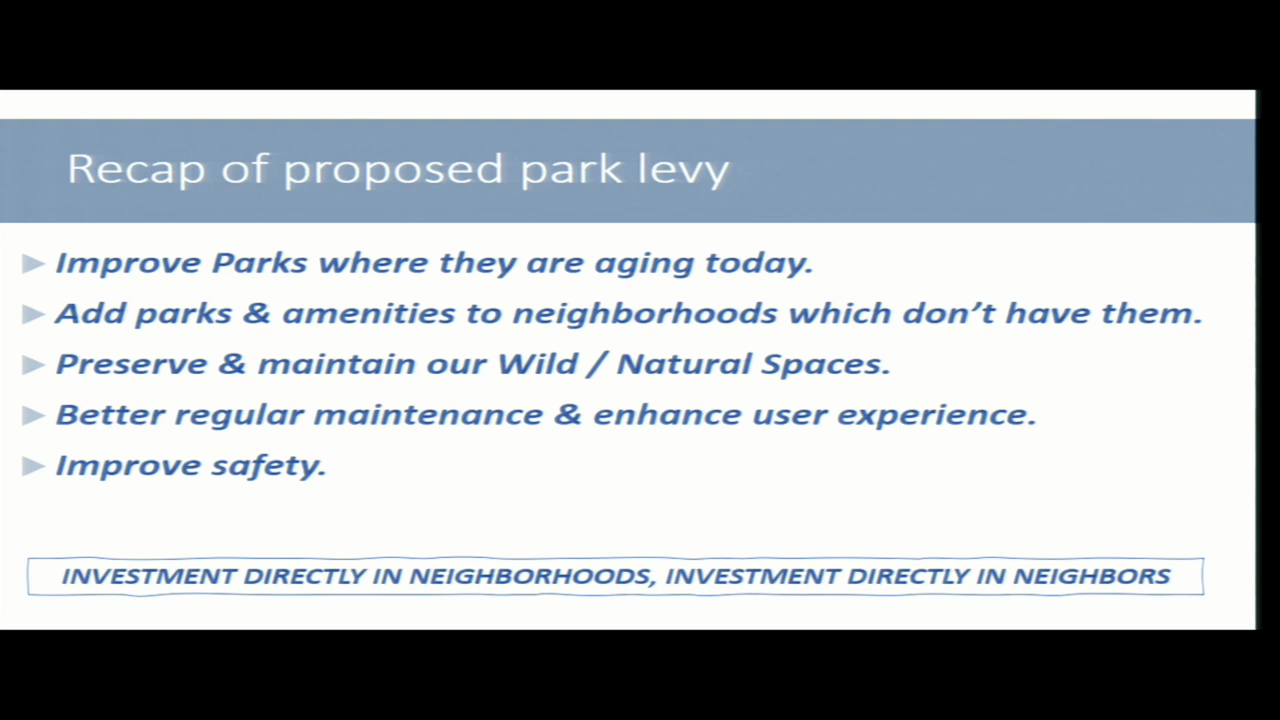 Recap of proposed park levy
Improve Parks where they are aging today.
Add parks & amenities to neighborhoods which don’t have them.
Preserve & maintain our Wild / Natural Spaces.
Better regular maintenance & enhance user experience.
Improve safety.
INVESTMENT DIRECTLY IN NEIGHBORHOODS, INVESTMENT DIRECTLY IN NEIGHBORS